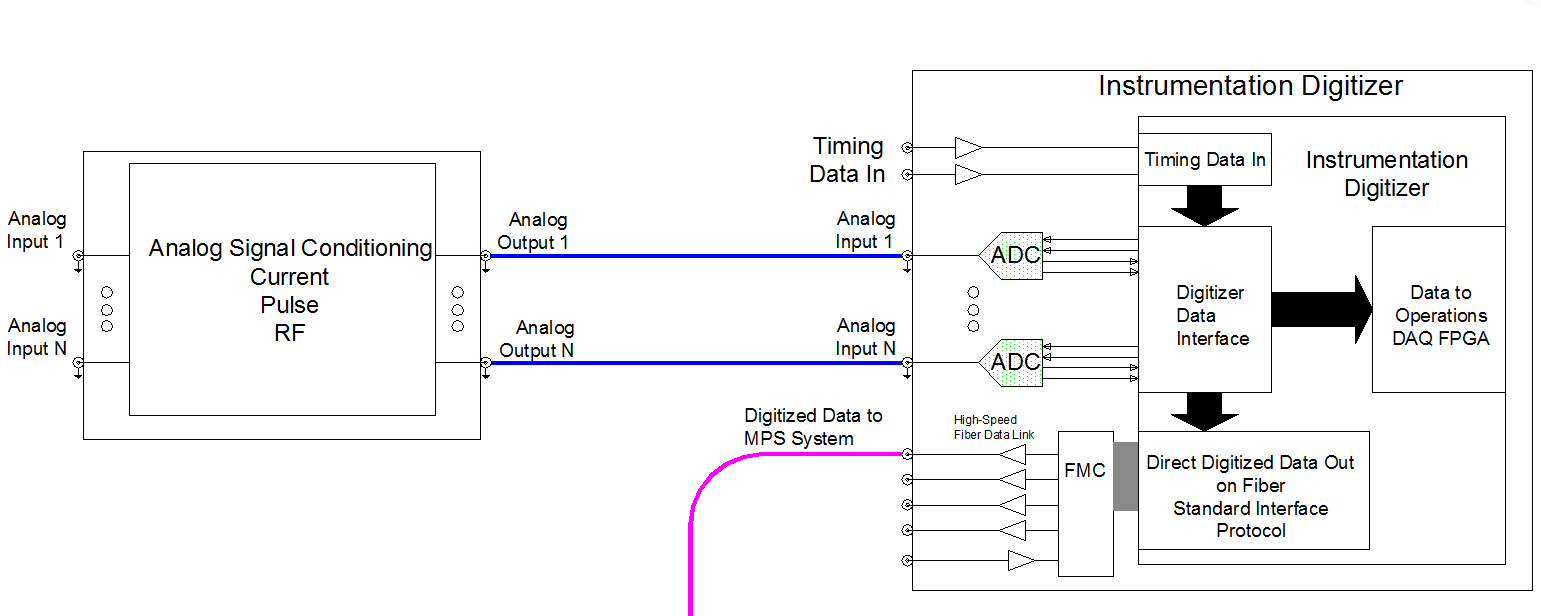 Instrumentation Digitizer
Timing
Data In
Timing Data In
Instrumentation
Digitizer
Analog
Input 1
Analog Signal Conditioning
Current
Pulse
RF
Analog
Output 1
Analog
Input 1
ADC
Analog
Input N
Analog
Output N
Analog
Input N
ADC
Digitizer
Data
Interface
Data to
Operations
DAQ FPGA
Digitized Data to
MPS System
High-Speed
Fiber Data Link
FMC
Direct Digitized Data Out
on Fiber
Standard Interface
Protocol